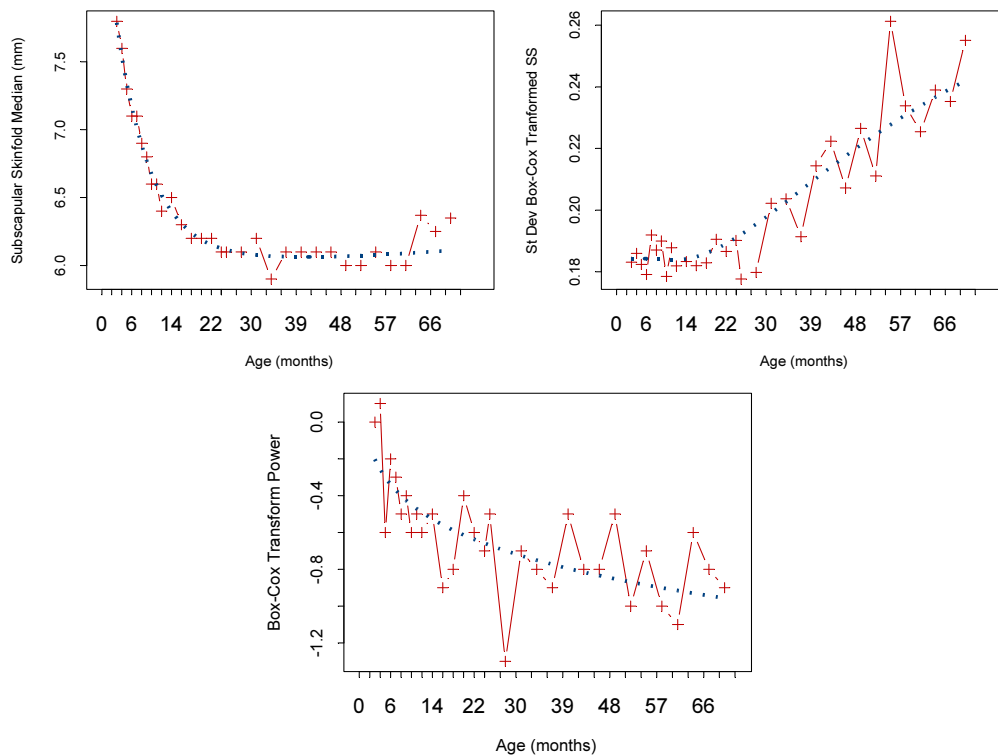 Subscapular Skinfold Median (mm)
7.5
7.0
6.5
6.0
0 6 14 22 30 39 48 57 66
Age (months)
St Dev Box-Cox Tranformed SS
0.26
0.24
0.22
0.20
0.18
0 6 14 22 30 39 48 57 66
Age (months)
Box-Cox Transform Power
0.0
-0.4
-0.8
-1.2
0 6 14 22 30 39 48 57 66
Age (months)